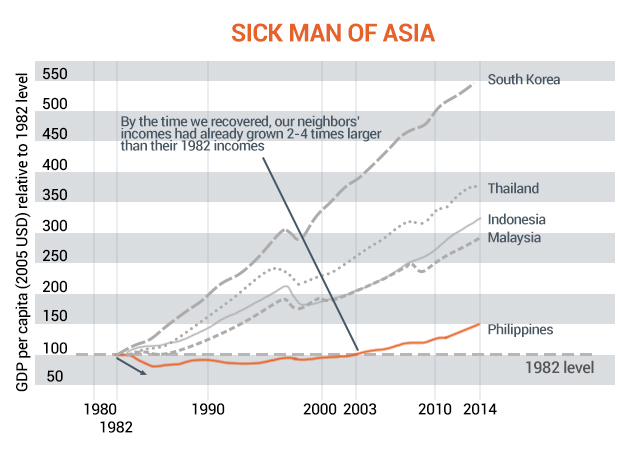 SICK MAN OF ASIA
GDP per capita (2005 USD) relative to 1982 level
550
500
450
400
350
300
250
200
150
100
50
By the time we recovered, our neighbors'
incomes had already grown 2-4 times larger
than their 1982 incomes
South Korea
Thailand
Indonesia
Malaysia
Philippines
1982 level
1980
1990
2000
2003
2010
2014
1982